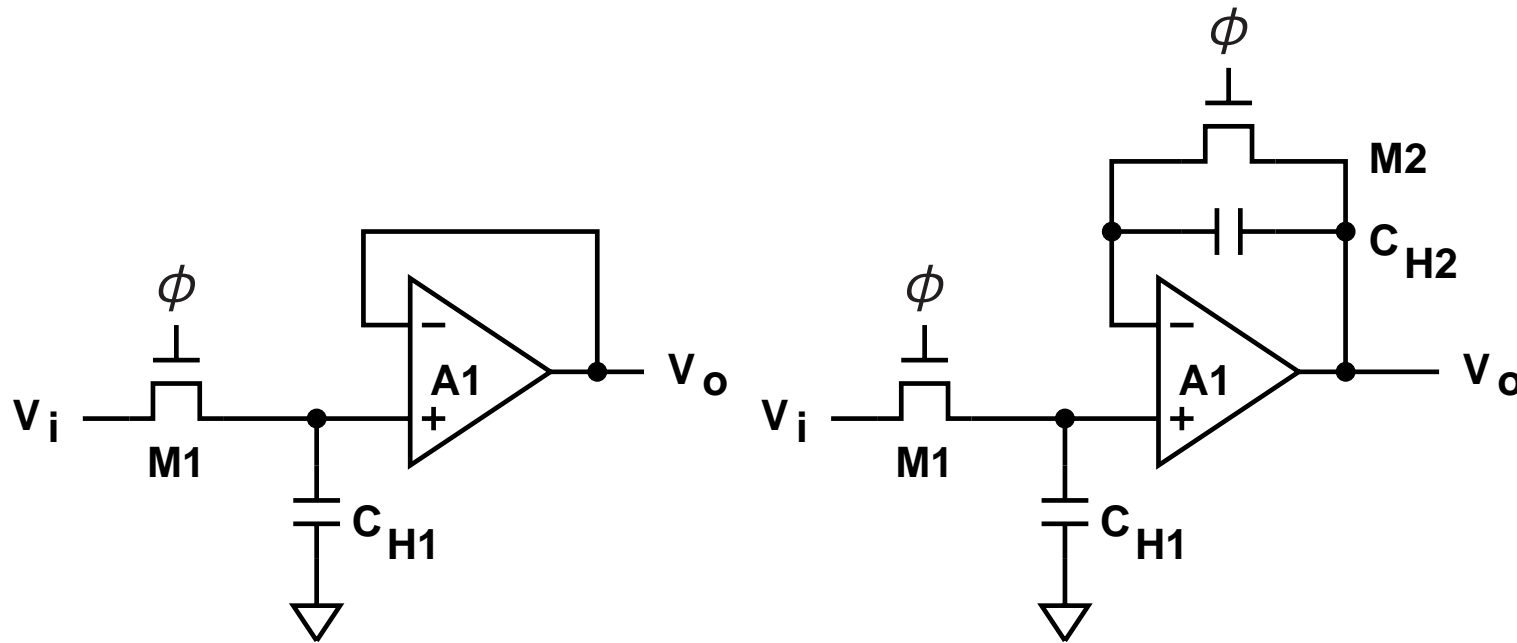 ϕ
M2
C H2
ϕ
−
A1
+
V i
V o
M1
C H1
ϕ
−
A1
+
V i
V o
M1
C H1